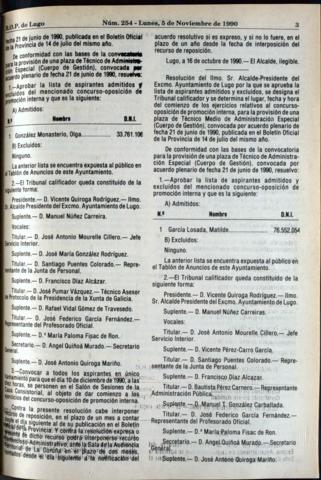 B.O.P. de Lugo
Núm. 254 - Lunes, 5 de Noviembre de 1990
3
fecha 21 de junio de 1990, publicada en el Boletín Oficial
de la Provincia de 14 de julio del mismo año.
De conformidad con las bases de la convocatoria
para la provisión de una plaza de Técnico de Administra-
ción Especial (Cuerpo de Gestión), convocada por
acuerdo plenario de fecha 21 de junio de 1990, resuelvo:
1.—Aprobar la lista de aspirantes admitidos y
excluidos del mencionado concurso-oposición de
promoción interna y que es la siguiente:
A) Admitidos:
Nombre D.N.I.
González Monasterio, Olga. 33.761.106
B) Excluidos:
Ninguno.
La anterior lista se encuentra expuesta al público en
el Tablón de Anuncios de este Ayuntamiento.
2.—El Tribunal calificador queda constituido de la
siguiente forma:
Presidente.— D. Vicente Quiroga Rodríguez.— Ilmo.
Sr. Alcalde Presidente del Excmo. Ayuntamiento de Lugo.
Suplente.— D. Manuel Núñez Carreira.
Vocales:
Titular.— D. José Antonio Mourelle Cillero.— Jefe
Servicio Interior.
Suplente.— D. José María González Rodríguez.
Titular.— D. Santiago Puentes Colorado.— Repre-
sentante de la Junta de Personal.
Suplente.— D. Francisco Díaz Alcázar.
Titular.— D. José Pumar Vázquez.— Técnico Asesor
de Protocolo de la Presidencia de la Xunta de Galicia.
Suplente.— D. Rafael Vidal Gómez de Travesedo.
Titular.— D. José Federico García Fernández.—
Representante del Profesorado Oficial.
Suplente.— D.ª María Paloma Fisac de Ron.
Secretario.— D. Angel Quiñoá Murado.— Secretario
General.
Suplente.— D. José Antonio Quiroga Mariño.
3.—Convocar a todos los aspirantes en único
llamamiento para que el día 10 de diciembre de 1990, a las
diez horas, se personen en el Salón de Sesiones de la
Casa Consistorial, al objeto de dar comienzo a los
ejercicios del concurso-oposición de promoción interna.
Contra la presente resolución cabe interponer
recurso de reposición, en el plazo de un mes a contar
desde el día siguiente al de su publicación en el Boletín
Oficial de la Provincia. Y contra la resolución expresa o
de dicho recurso podrá interponerse recurso
Contencioso-Administrativo, ante la Sala de la Audiencia
Territorial de La Coruña en el plazo de dos meses,
contados desde el día siguiente a la notificación del
acuerdo resolutivo si es expreso, y si no lo fuere, en el
plazo de un año desde la fecha de interposición del
recurso de reposición.
Lugo, a 16 de octubre de 1990.— El Alcalde, ilegible.
Resolución del Ilmo. Sr. Alcalde-Presidente del
Excmo. Ayuntamiento de Lugo por la que se aprueba la
lista de aspirantes admitidos y excluidos, se designa el
Tribunal calificador y se determina el lugar, fecha y hora
del comienzo de los ejercicios relativos al concurso-
oposición de promoción interna, para la provisión de una
plaza de Técnico Medio de Administración Especial
(Cuerpo de Gestión), convocada por acuerdo plenario de
fecha 21 de junio de 1990, publicada en el Boletín Oficial
de la Provincia de 14 de julio del mismo año.
De conformidad con las bases de la convocatoria
para la provisión de una plaza de Técnico de Administra-
ción Especial (Cuerpo de Gestión), convocada por
acuerdo plenario de fecha 21 de junio de 1990, resuelvo:
1.—Aprobar la lista de aspirantes admitidos y
excluidos del mencionado concurso-oposición de
promoción interna y que es la siguiente:
A) Admitidos:
N.º Nombre D.N.I.
1 García Losada, Matilde. 76.552.054
B) Excluidos:
Ninguno.
La anterior lista se encuentra expuesta al público en
el Tablón de Anuncios de este Ayuntamiento.
2.—El Tribunal calificador queda constituido de la
siguiente forma:
Presidente.— D. Vicente Quiroga Rodríguez.— Ilmo.
Sr. Alcalde Presidente del Excmo. Ayuntamiento de Lugo.
Suplente.— D. Manuel Núñez Carreiras.
Vocales:
Titular.— D. José Antonio Mourelle Cillero.— Jefe
de Servicio Interior.
Suplente.— D. Vicente Pérez-Carro García.
Titular.— D. Santiago Puentes Colorado.— Repre-
sentante de la Junta de Personal.
Suplente.— D. Francisco Díaz Alcázar.
Titular.— D. Bautista Pérez Carnero.— Representante
Administración Pública.
Suplente.— D. Manuel T. González Carballada.
Titular.— D. José Federico García Fernández.—
Representante del Profesorado Oficial.
Suplente.— D.ª María Paloma Fisac de Ron.
Secretario.— D. Angel Quiñoá Murado.— Secretario
General.
Suplente.— D. José Antonio Quiroga Mariño.